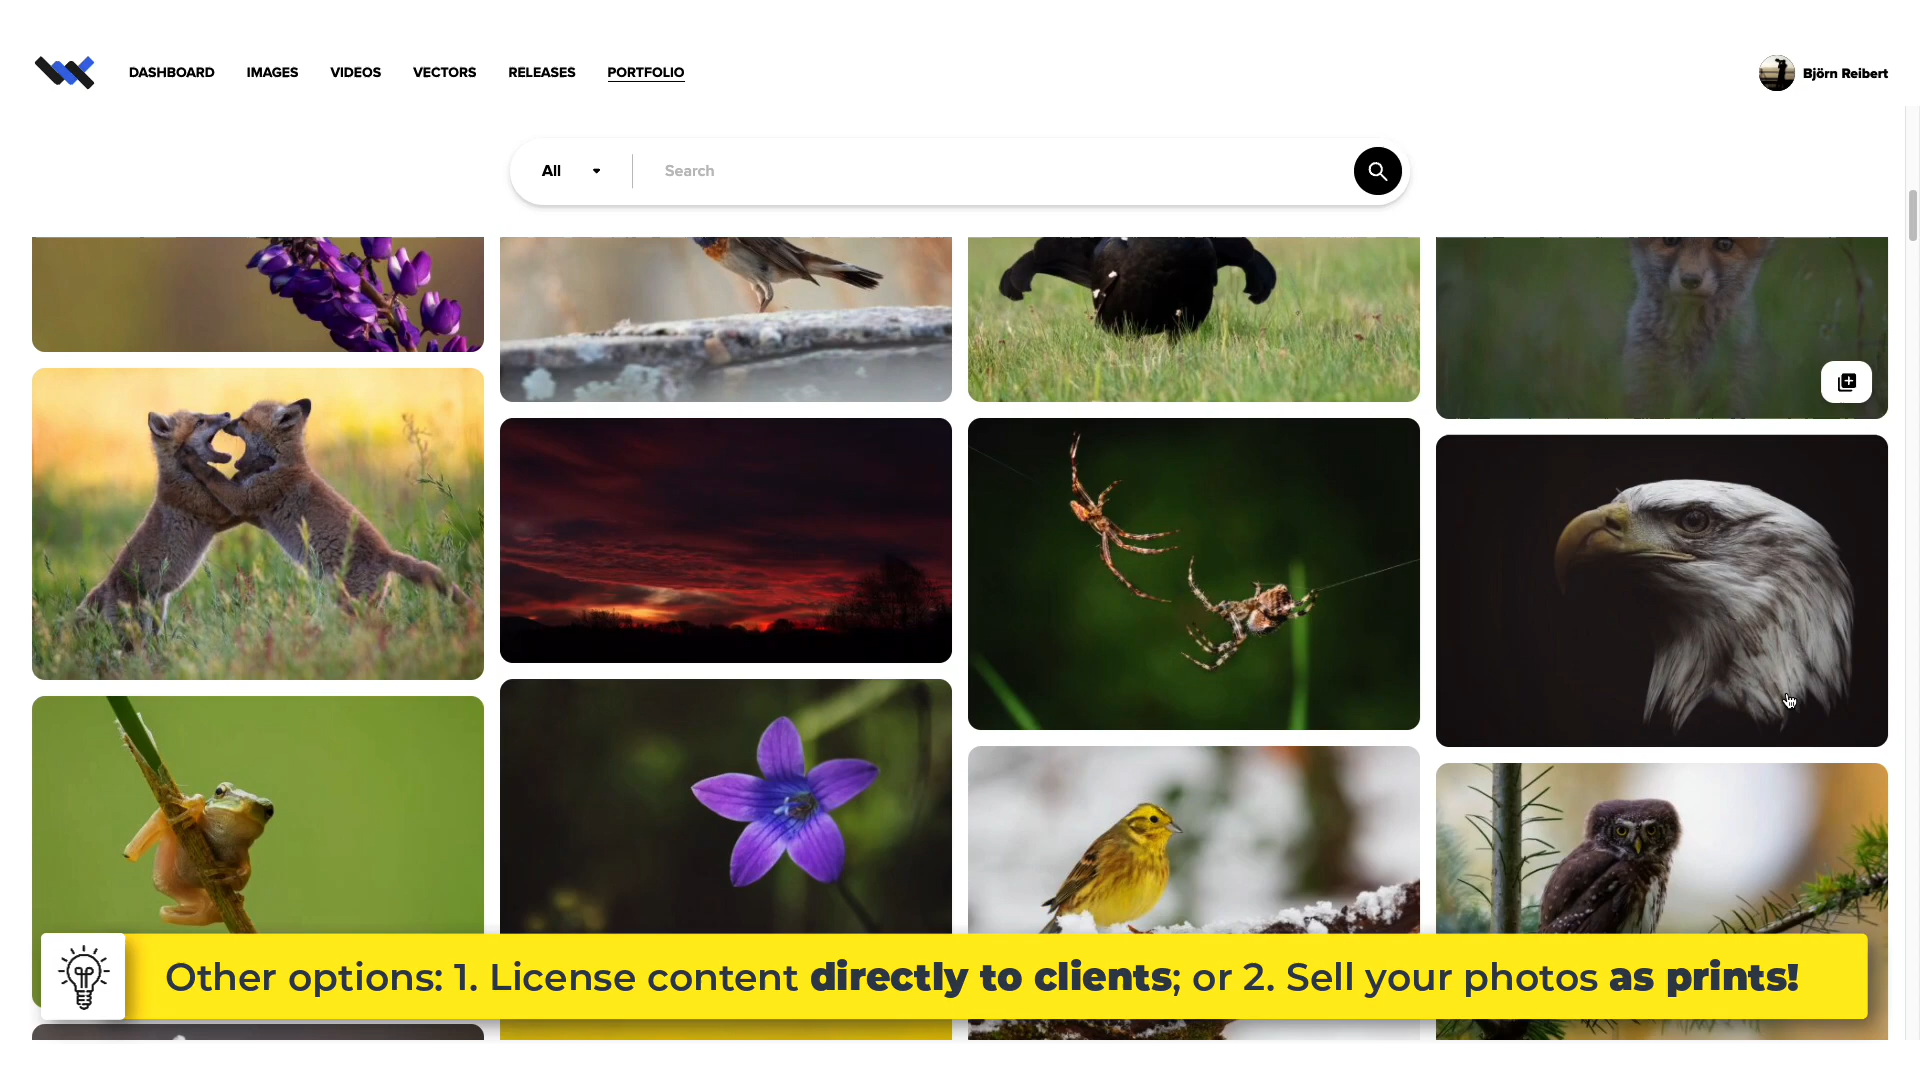 DASHBOARD IMAGES VIDEOS VECTORS RELEASES PORTFOLIO Björn Reibert
All Search
Other options: 1. License content directly to clients; or 2. Sell your photos as prints!